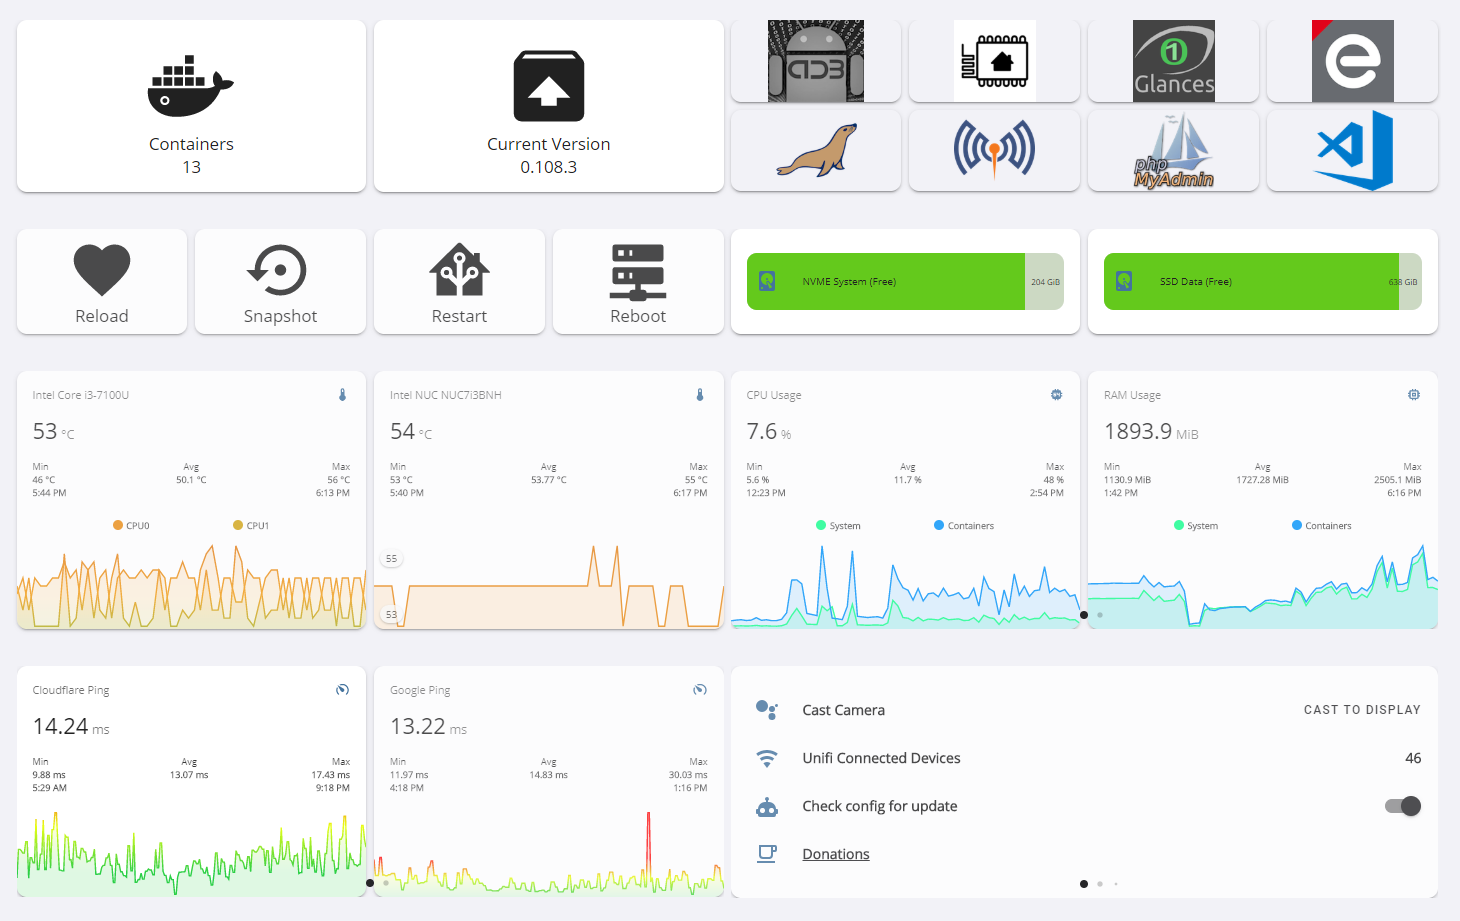 Containers
13
Current Version
0.108.3
ADB
1
Glances
e
php
MyAdmin
Reload
Snapshot
Restart
Reboot
NVME System (Free)
204 GiB
SSD Data (Free)
638 GiB
Intel Core i3-7100U
53 °C
Min Avg Max
46 °C 50.1 °C 56 °C
5:44 PM 6:13 PM
CPU0 CPU1
Intel NUC NUC7i3BNH
54 °C
Min Avg Max
53 °C 53.77 °C 55 °C
5:40 PM 6:17 PM
55
53
CPU Usage
7.6 %
Min Avg Max
5.6 % 11.7 % 48 %
12:23 PM 2:54 PM
System Containers
RAM Usage
1893.9 MiB
Min Avg Max
1130.9 MiB 1727.28 MiB 2505.1 MiB
1:42 PM 6:16 PM
System Containers
Cloudflare Ping
14.24 ms
Min Avg Max
9.88 ms 13.07 ms 17.43 ms
5:29 AM 9:18 PM
Google Ping
13.22 ms
Min Avg Max
11.97 ms 14.83 ms 30.03 ms
4:18 PM 1:16 PM
Cast Camera CAST TO DISPLAY
Unifi Connected Devices 46
Check config for update
Donations